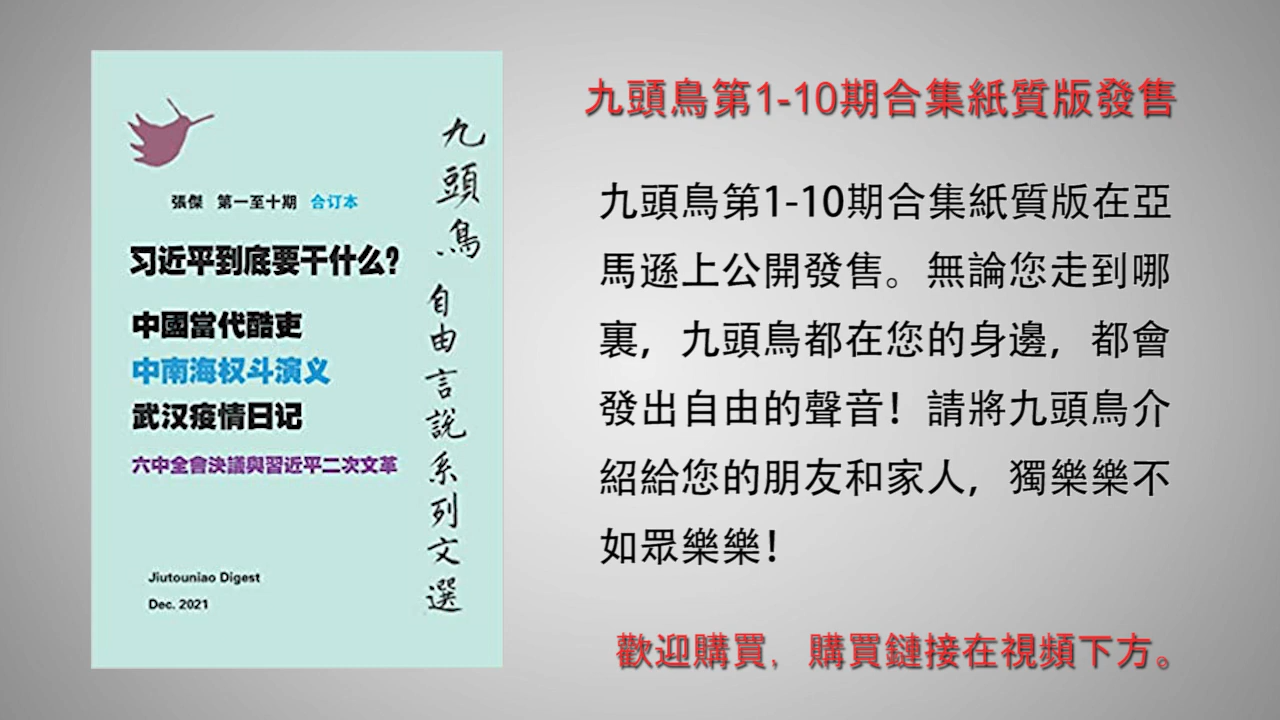 九頭鳥 自由言說系列文選
張傑 第一至十期 合订本
习近平到底要干什么?
中國當代酷吏
中南海权斗演义
武汉疫情日记
六中全會決議與習近平二次文革
Jiutouniao Digest
Dec. 2021
九頭鳥第1-10期合集紙質版發售
九頭鳥第1-10期合集紙質版在亞
馬遜上公開發售。無論您走到哪
裏，九頭鳥都在您的身邊，都會
發出自由的聲音！請將九頭鳥介
紹給您的朋友和家人，獨樂樂不
如眾樂樂！
歡迎購買，購買鏈接在視頻下方。